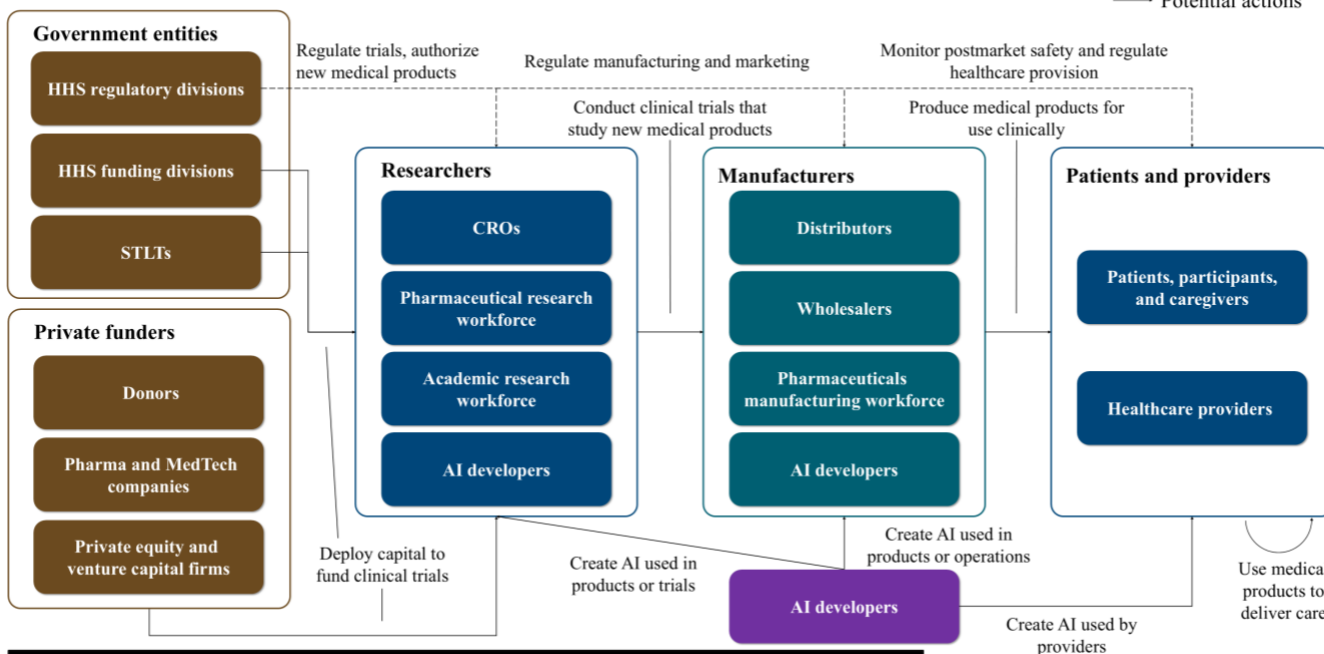 Potential actions
Government entities
HHS regulatory divisions
HHS funding divisions
STLTs
Private funders
Donors
Pharma and MedTech
companies
Private equity and
venture capital firms
Regulate trials, authorize
new medical products
Regulate manufacturing and marketing
Monitor postmarket safety and regulate
healthcare provision
Conduct clinical trials that
study new medical products
Produce medical products for
use clinically
Researchers
CROs
Pharmaceutical research
workforce
Academic research
workforce
AI developers
Manufacturers
Distributors
Wholesalers
Pharmaceuticals
manufacturing workforce
AI developers
Patients and providers
Patients, participants,
and caregivers
Healthcare providers
Deploy capital to
fund clinical trials
Create AI used in
products or trials
Create AI used in
products or operations
AI developers
Create AI used by
providers
Use medica
products to
deliver care